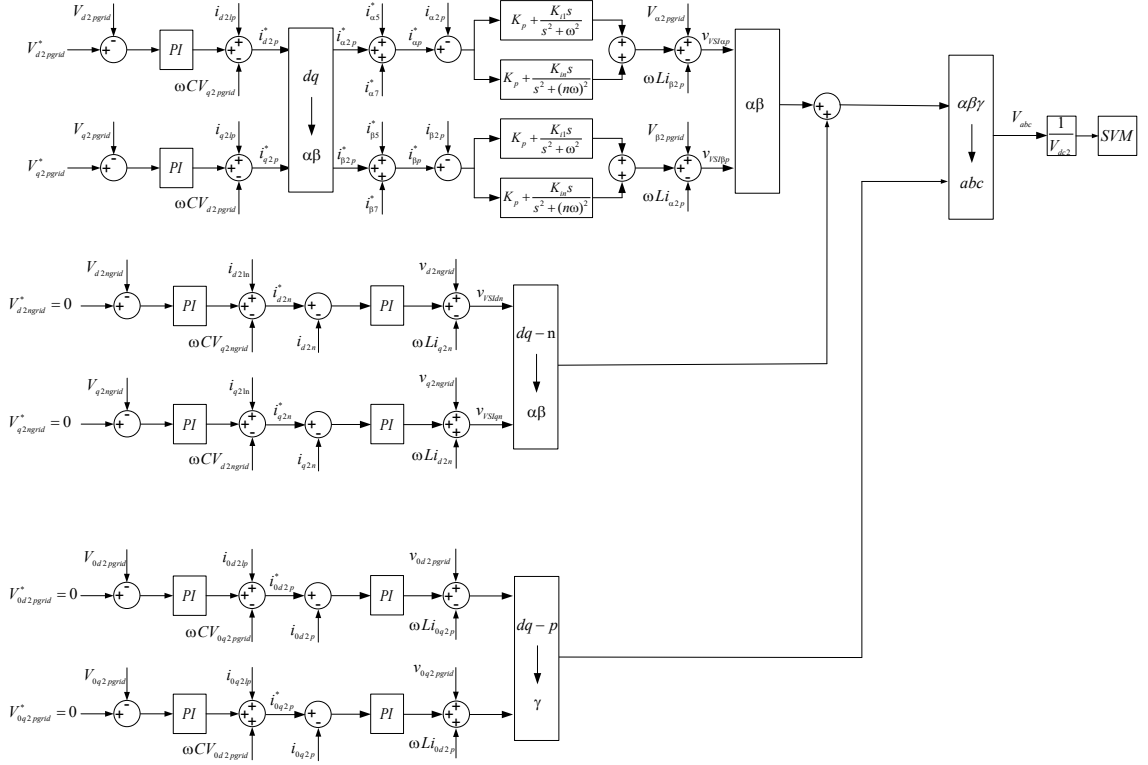 V_{d2pgrid} i_{d2lp} i^*_{α5} i_{α2p} K_p + K_{i1}s / (s^2 + ω^2) V_{α2pgrid}
V^*_{d2pgrid} + - PI + + - i^*_{d2p} i^*_{α2p} + + + i^*_{αp} + - + + + + - v_{VSIαp}
ωCV_{q2pgrid} i^*_{α7} K_p + K_{in}s / (s^2 + (nω)^2) ωLi_{β2p}
dq
αβ
V_{q2pgrid} i_{q2lp} i^*_{β5} i_{β2p} K_p + K_{i1}s / (s^2 + ω^2) V_{β2pgrid}
V^*_{q2pgrid} + - PI + + - i^*_{q2p} i^*_{β2p} + + + i^*_{βp} + - + + + + - v_{VSIβp}
ωCV_{d2pgrid} i^*_{β7} K_p + K_{in}s / (s^2 + (nω)^2) ωLi_{α2p}
αβ
+ +
αβγ
abc
V_{abc}
1 / V_{dc2}
SVM
V_{d2ngrid} i_{d2ln} v_{d2ngrid}
V^*_{d2ngrid} = 0 + - PI + + - i^*_{d2n} + - PI + + - v_{VSIdn}
ωCV_{q2ngrid} i_{d2n} ωLi_{q2n}
V_{q2ngrid} i_{q2ln} v_{q2ngrid}
V^*_{q2ngrid} = 0 + - PI + + - i^*_{q2n} + - PI + + + v_{VSIqn}
ωCV_{d2ngrid} i_{q2n} ωLi_{d2n}
dq – n
αβ
V_{0d2pgrid} i_{0d2lp} v_{0d2pgrid}
V^*_{0d2pgrid} = 0 + - PI + + - i^*_{0d2p} + - PI + + -
ωCV_{0q2pgrid} i_{0d2p} ωLi_{0q2p}
V_{0q2pgrid} i_{0q2lp} v_{0q2pgrid}
V^*_{0q2pgrid} = 0 + - PI + + + i^*_{0q2p} + - PI + + +
ωCV_{0d2pgrid} i_{0q2p} ωLi_{0d2p}
dq – p
γ